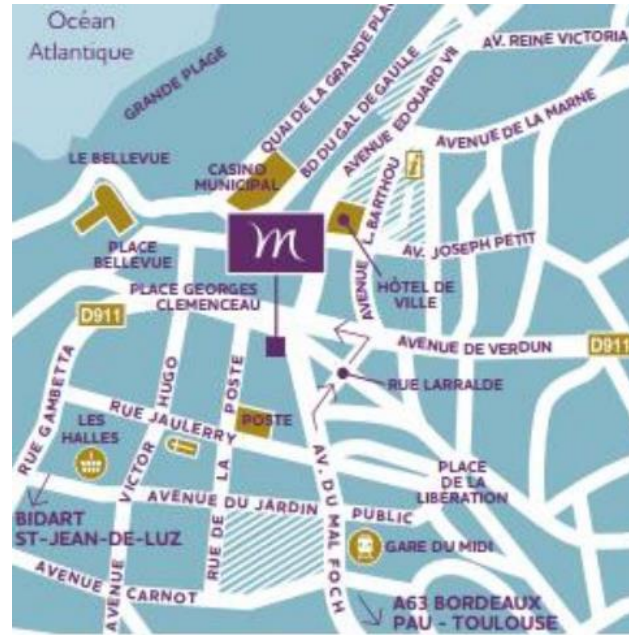 Océan
Atlantique
GRANDE PLAGE
QUAI DE LA GRANDE PLAGE
BD DU GAL DE GAULLE
AVENUE EDOUARD VII
AV. REINE VICTORIA
AVENUE DE LA MARNE
LE BELLEVUE
CASINO
MUNICIPAL
AVENUE L. BARTHOU
i
PLACE
BELLEVUE
m
AV. JOSEPH PETIT
HÔTEL DE
VILLE
PLACE GEORGES
CLEMENCEAU
D911
AVENUE DE VERDUN
D911
RUE LARRALDE
RUE GAMBETTA
AVENUE VICTOR HUGO
RUE DE LA POSTE
RUE JAULERRY
POSTE
LES
HALLES
AV. DU MAL FOCH
PLACE
DE LA
LIBÉRATION
AVENUE DU JARDIN PUBLIC
BIDART
ST-JEAN-DE-LUZ
GARE DU MIDI
AVENUE CARNOT
A63 BORDEAUX
PAU - TOULOUSE